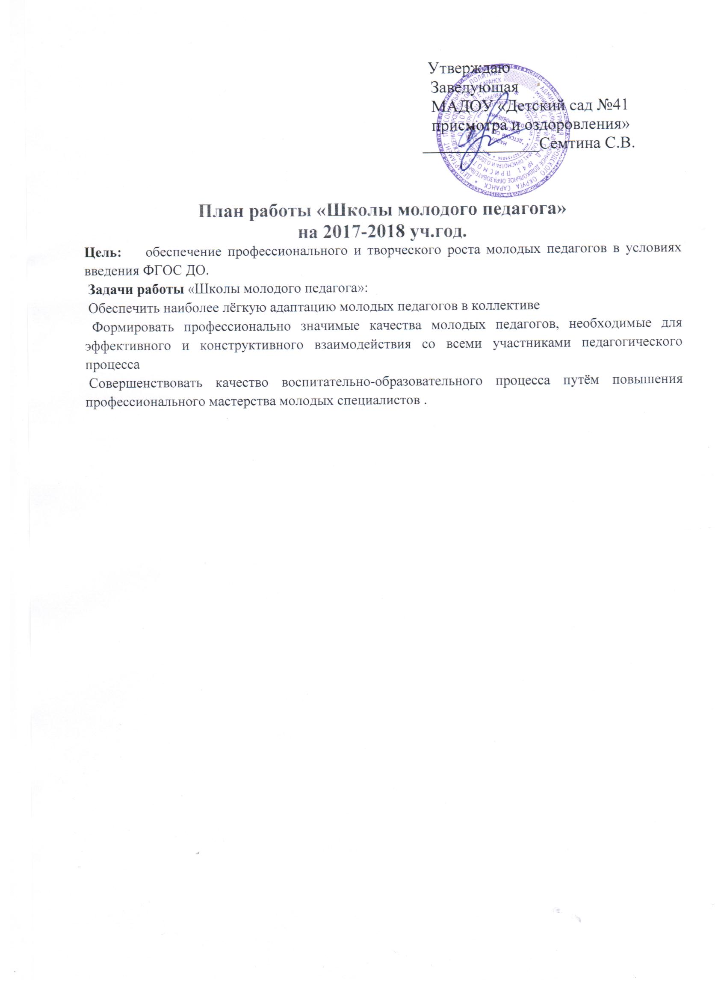 Утверждаю
Заведующая
МАДОУ «Детский сад №41
присмотра и оздоровления»
Семтина С.В.
План работы «Школы молодого педагога»
на 2017-2018 уч.год.
Цель: обеспечение профессионального и творческого роста молодых педагогов в условиях
введения ФГОС ДО.
Задачи работы «Школы молодого педагога»:
Обеспечить наиболее лёгкую адаптацию молодых педагогов в коллективе
Формировать профессионально значимые качества молодых педагогов, необходимые для
эффективного и конструктивного взаимодействия со всеми участниками педагогического
процесса
Совершенствовать качество воспитательно-образовательного процесса путём повышения
профессионального мастерства молодых специалистов .